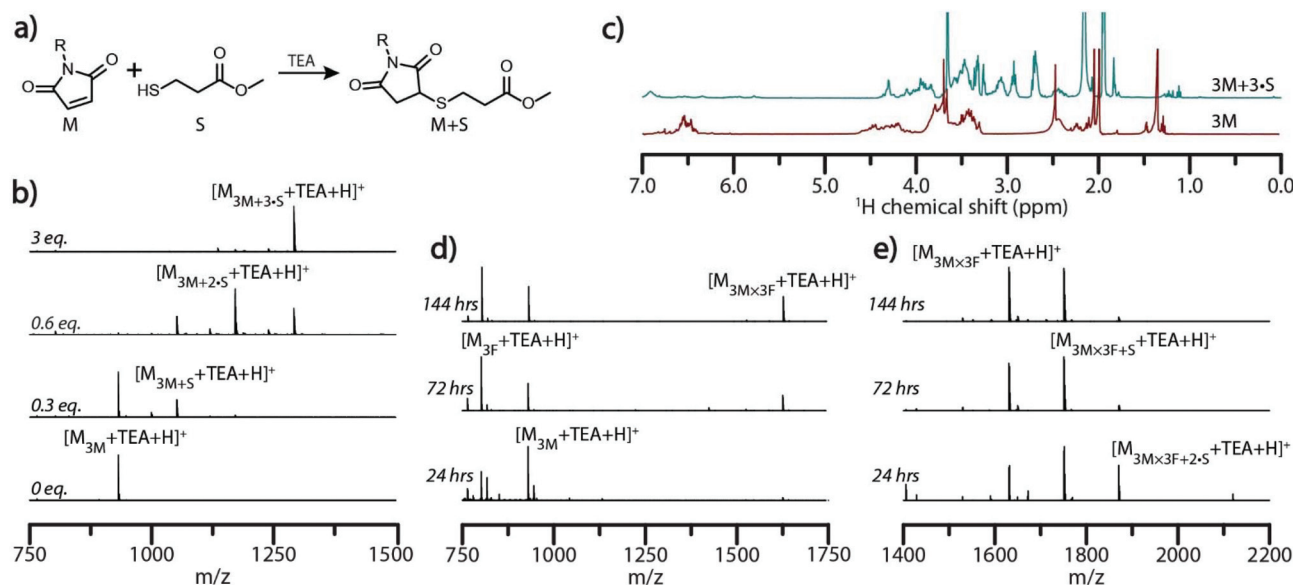 a)
R
N
O
O
M
+
HS
O
O
S
TEA
R
N
O
O
S
O
O
M+S
b)
[M3M+3•S+TEA+H]+
3 eq.
[M3M+2•S+TEA+H]+
0.6 eq.
[M3M+S+TEA+H]+
0.3 eq.
[M3M+TEA+H]+
0 eq.
750 1000 1250 1500
m/z
c)
3M+3•S
3M
7.0 6.0 5.0 4.0 3.0 2.0 1.0 0.0
1H chemical shift (ppm)
d)
[M3M×3F+TEA+H]+
144 hrs
[M3F+TEA+H]+
72 hrs
[M3M+TEA+H]+
24 hrs
750 1000 1250 1500 1750
m/z
e)
[M3M×3F+TEA+H]+
144 hrs
[M3M×3F+S+TEA+H]+
72 hrs
[M3M×3F+2•S+TEA+H]+
24 hrs
1400 1600 1800 2000 2200
m/z